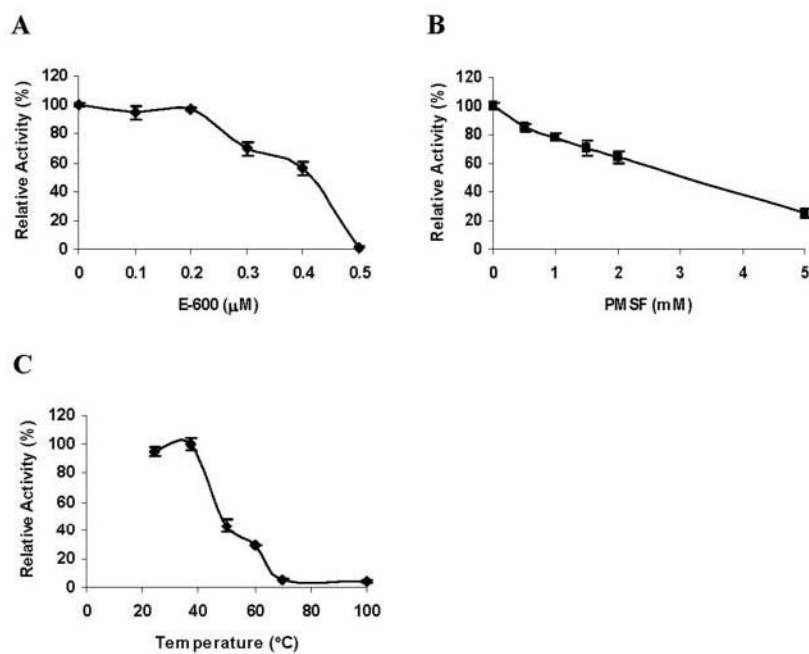 A
Relative Activity (%)
120
100
80
60
40
20
0
0 0.1 0.2 0.3 0.4 0.5
E-600 (µM)
B
Relative Activity (%)
120
100
80
60
40
20
0
0 1 2 3 4 5
PMSF (mM)
C
Relative Activity (%)
120
100
80
60
40
20
0
0 20 40 60 80 100
Temperature (°C)